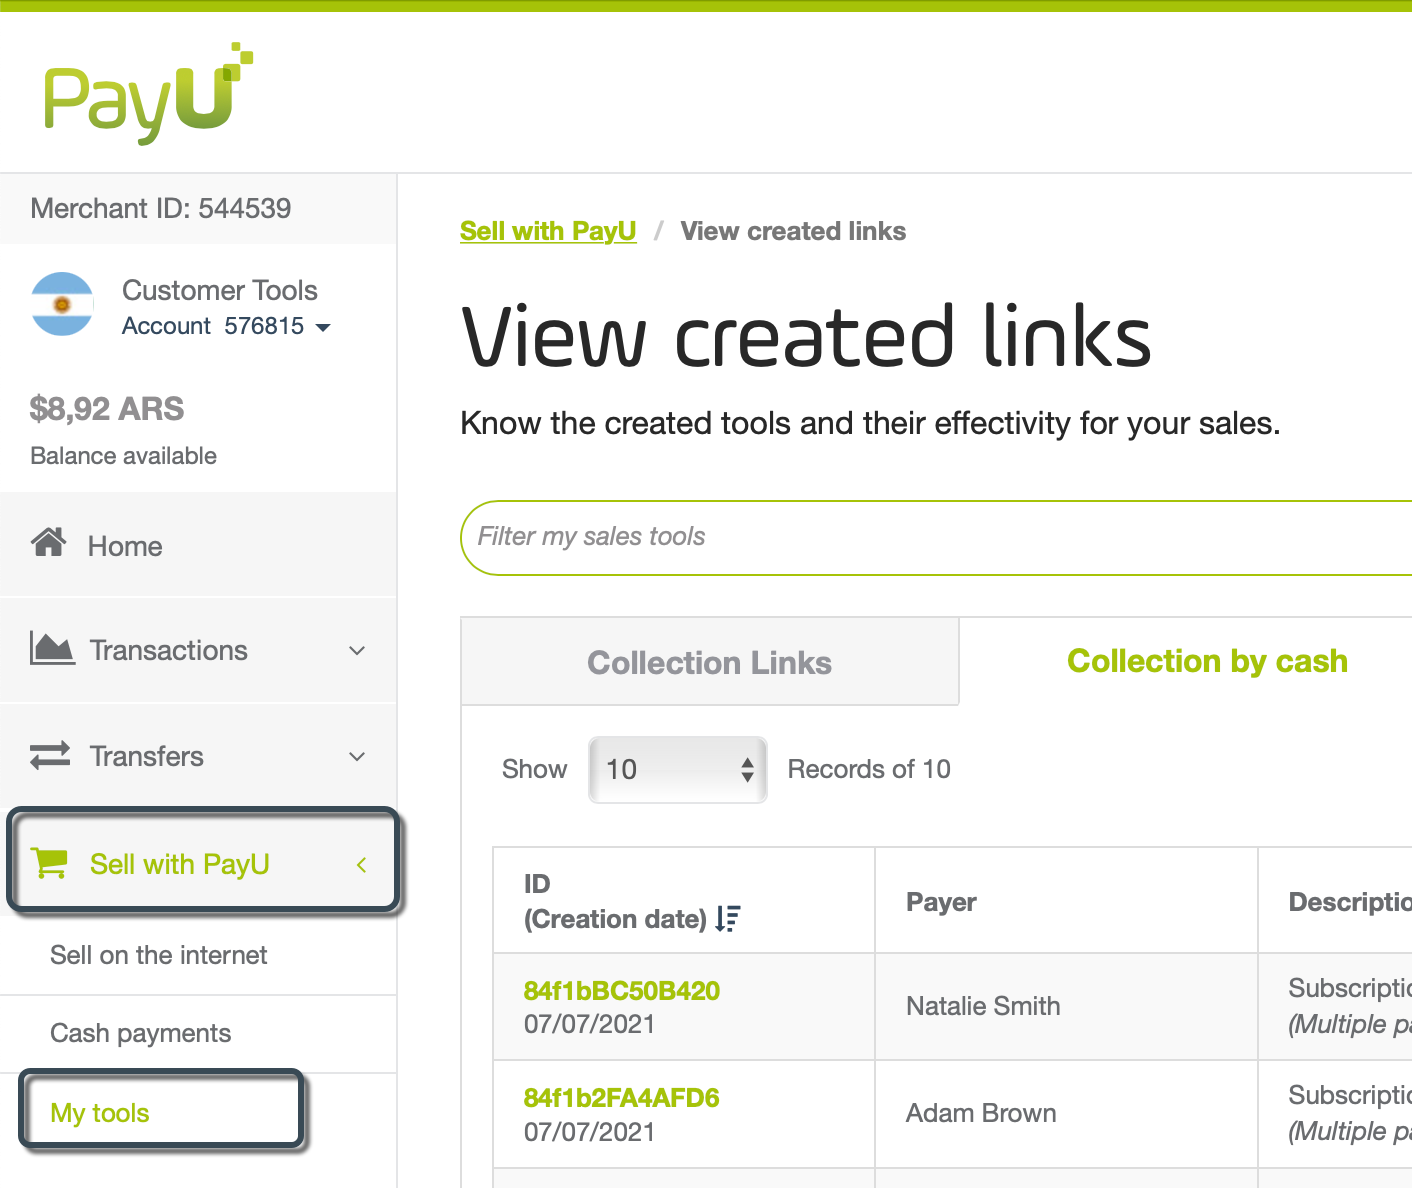 PayU
Merchant ID: 544539
Customer Tools
Account 576815
$8,92 ARS
Balance available
Home
Transactions
Transfers
Sell with PayU
Sell on the internet
Cash payments
My tools
Sell with PayU / View created links
View created links
Know the created tools and their effectivity for your sales.
Filter my sales tools
Collection Links
Collection by cash
Show 10 Records of 10
ID
(Creation date)
Payer
Descriptio
84f1bBC50B420
07/07/2021
Natalie Smith
Subscriptio
(Multiple pa
84f1b2FA4AFD6
07/07/2021
Adam Brown
Subscriptio
(Multiple pa